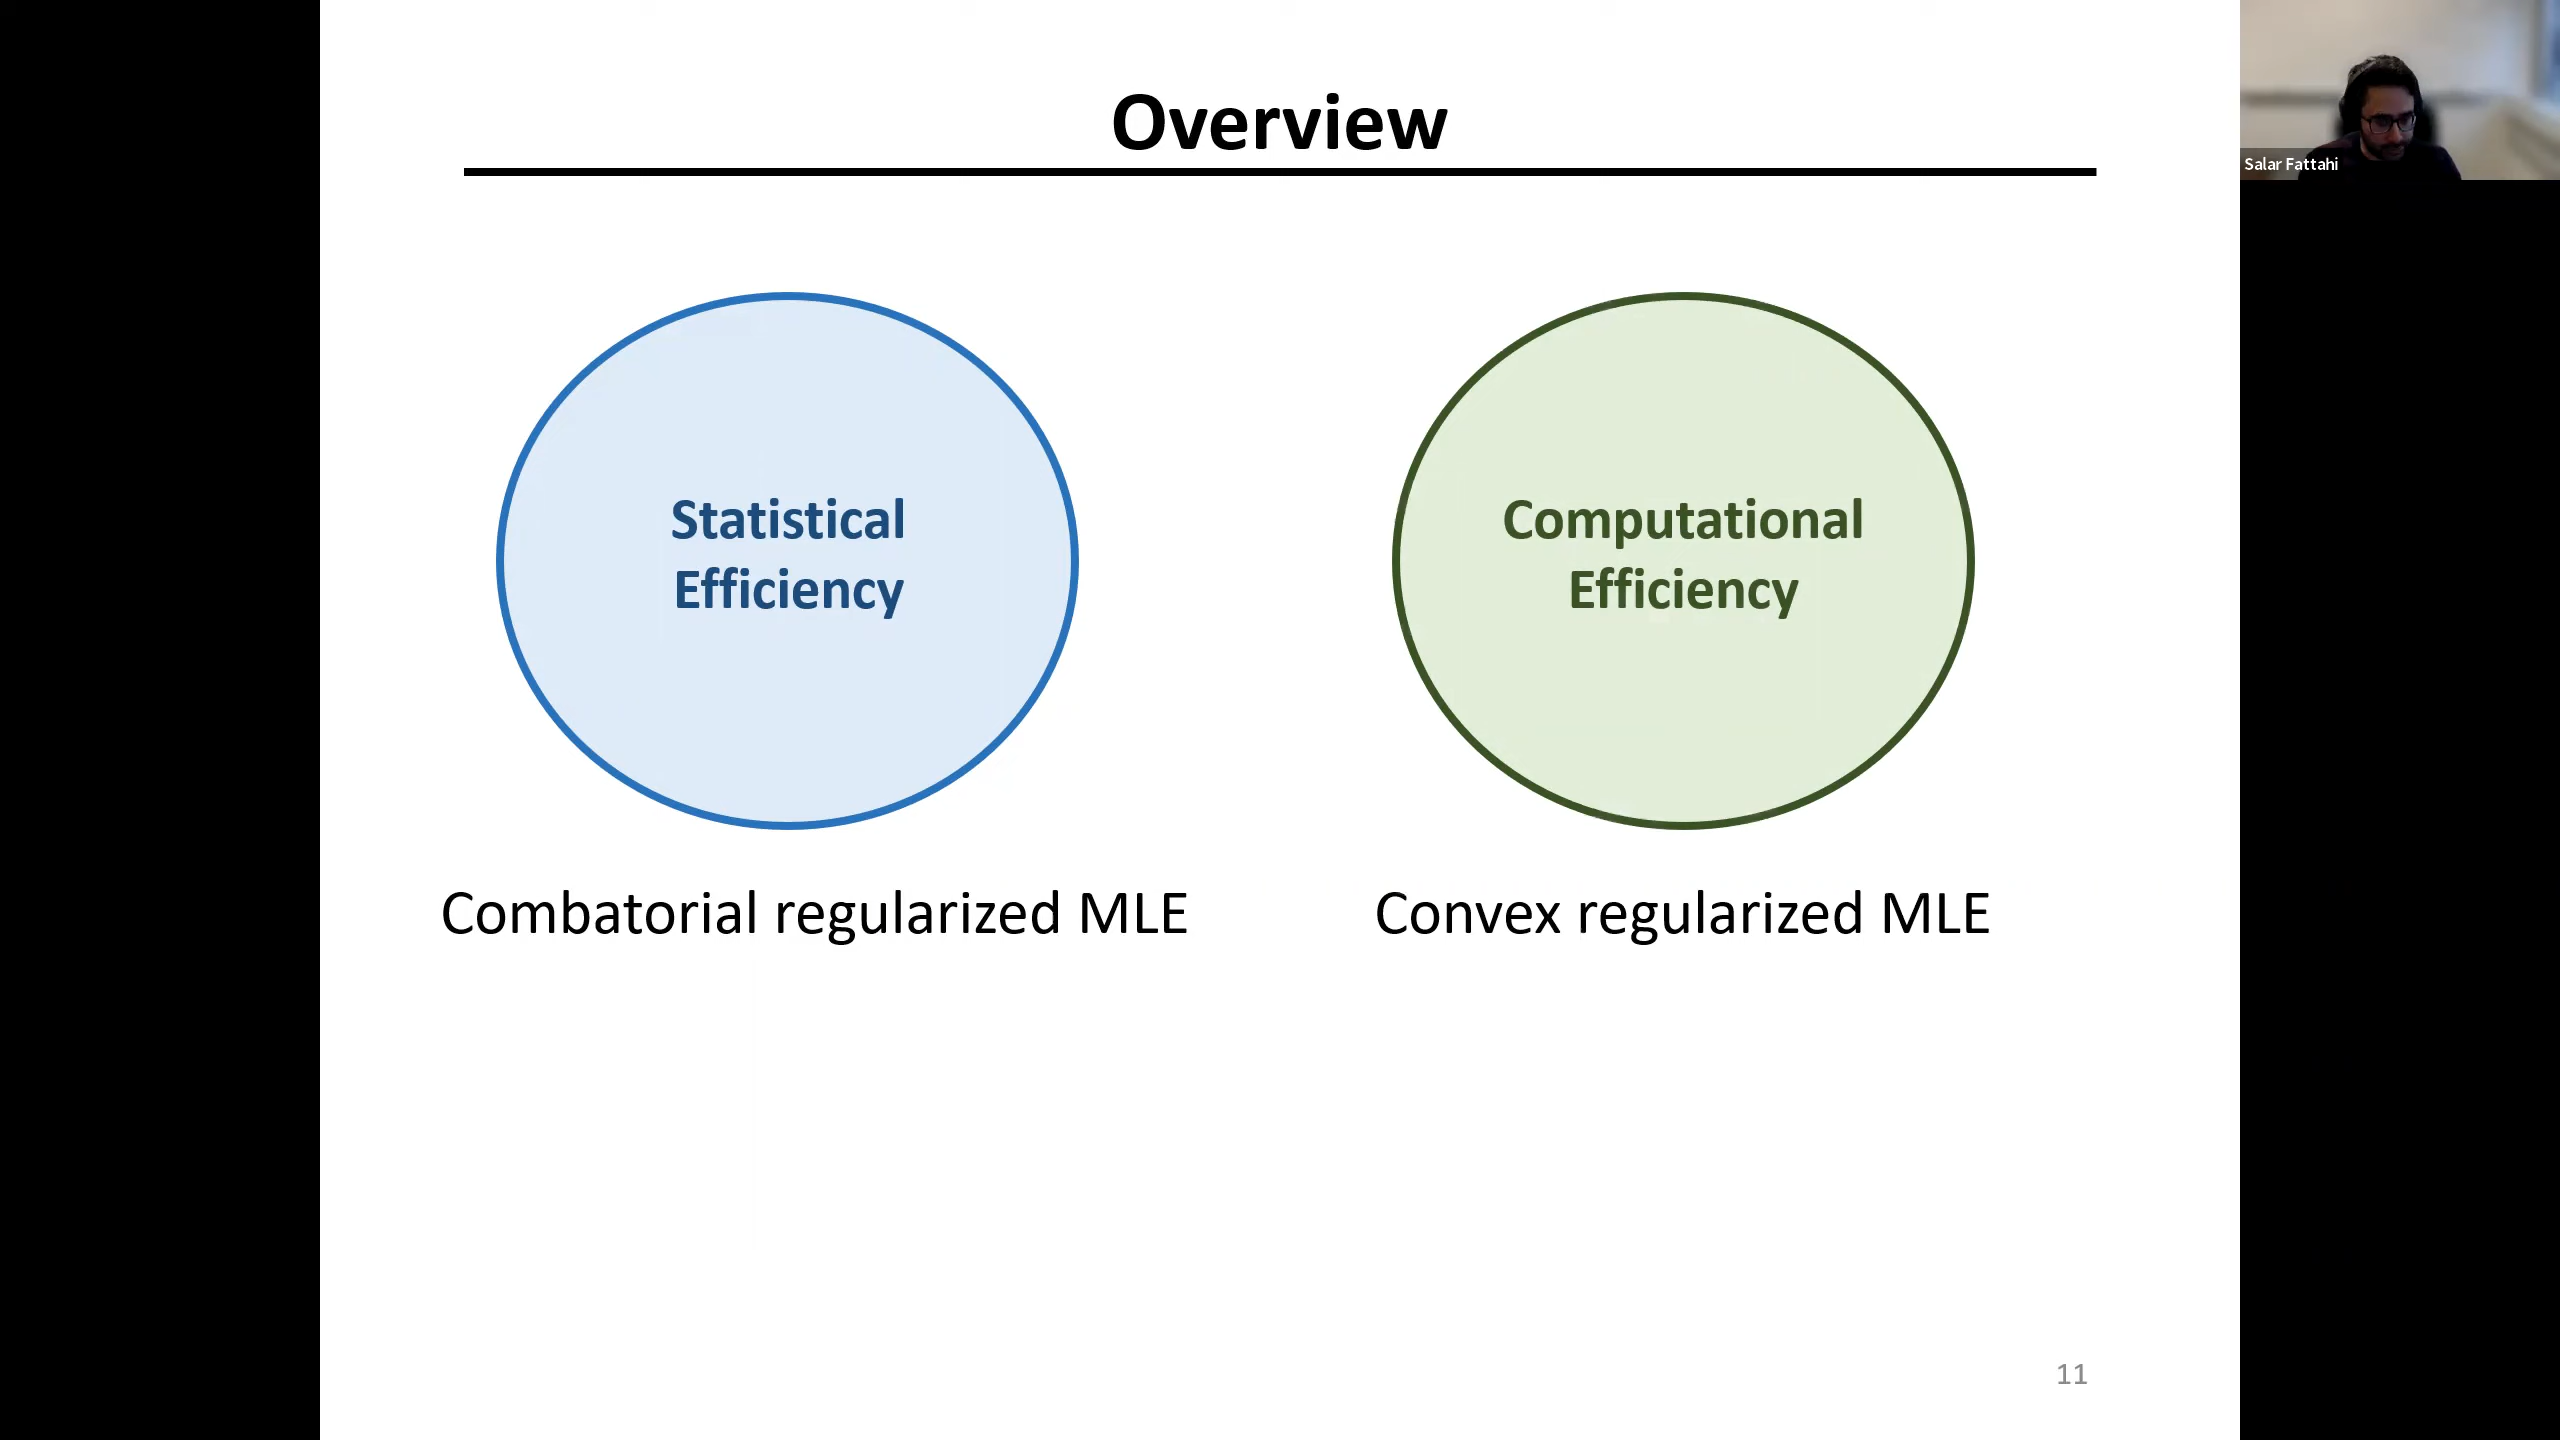 Overview
Salar Fattahi
Statistical
Efficiency
Computational
Efficiency
Combatorial regularized MLE
Convex regularized MLE
11